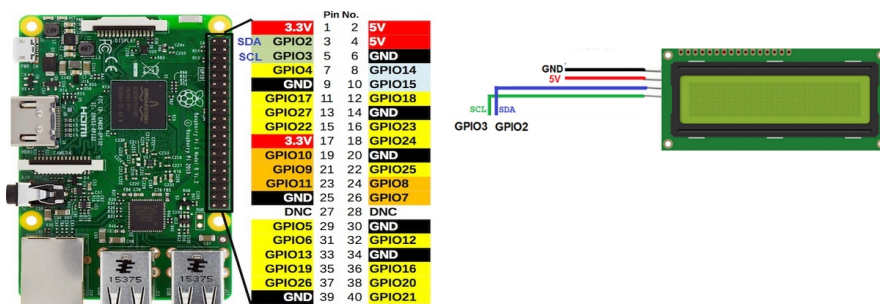 Pin No.
3.3V 1 2 5V
SDA GPIO2 3 4 5V
SCL GPIO3 5 6 GND
GPIO4 7 8 GPIO14
GND 9 10 GPIO15
GPIO17 11 12 GPIO18
GPIO27 13 14 GND
GPIO22 15 16 GPIO23
3.3V 17 18 GPIO24
GPIO10 19 20 GND
GPIO9 21 22 GPIO25
GPIO11 23 24 GPIO8
GND 25 26 GPIO7
DNC 27 28 DNC
GPIO5 29 30 GND
GPIO6 31 32 GPIO12
GPIO13 33 34 GND
GPIO19 35 36 GPIO16
GPIO26 37 38 GPIO20
GND 39 40 GPIO21
HDMI
CAMERA
15375
15375
GND
5V
SCL SDA
GPIO3 GPIO2